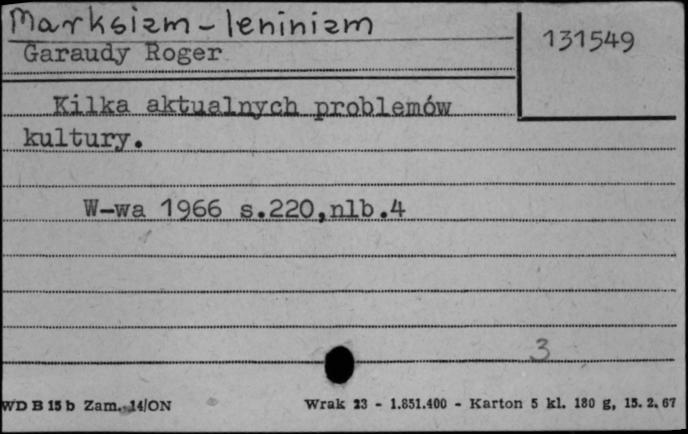 Marksizm-leninizm
Garaudy Roger
131549
Kilka aktualnych problemów
kultury.
W-wa 1966 s.220,nlb.4
3
WD B 15 b Zam. 14/ON
Wrak 23 - 1.851.400 - Karton 5 kl. 180 g, 15. 2. 67